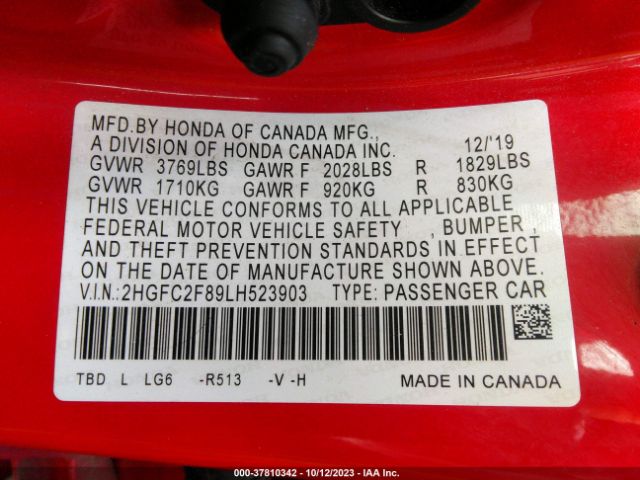 MFD.BY HONDA OF CANADA MFG.,
A DIVISION OF HONDA CANADA INC. 12/'19
GVWR 3769LBS GAWR F 2028LBS R 1829LBS
GVWR 1710KG GAWR F 920KG R 830KG
THIS VEHICLE CONFORMS TO ALL APPLICABLE
FEDERAL MOTOR VEHICLE SAFETY , BUMPER ,
AND THEFT PREVENTION STANDARDS IN EFFECT
ON THE DATE OF MANUFACTURE SHOWN ABOVE.
V.I.N.:2HGFC2F89LH523903 TYPE: PASSENGER CAR
TBD L LG6 -R513 -V -H MADE IN CANADA
000-37810342 - 10/12/2023 - IAA Inc.